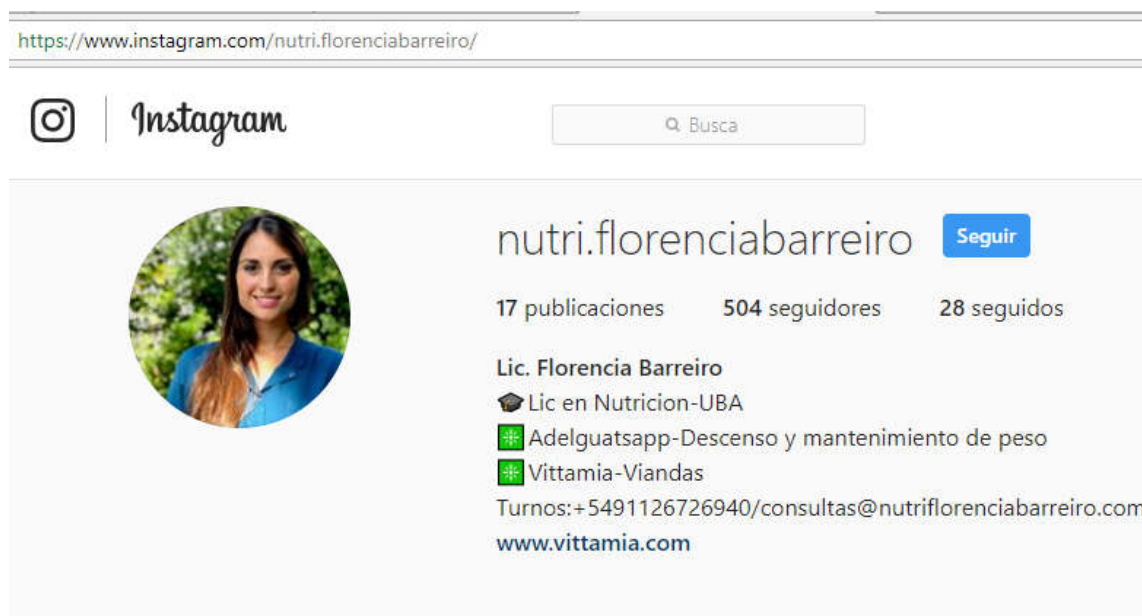 https://www.instagram.com/nutri.florenciabarreiro/
Instagram
Busca
nutri.florenciabarreiro Seguir
17 publicaciones 504 seguidores 28 seguidos
Lic. Florencia Barreiro
Lic en Nutricion-UBA
Adelguatsapp-Descenso y mantenimiento de peso
Vittamia-Viandas
Turnos:+5491126726940/consultas@nutriflorenciabarreiro.com
www.vittamia.com